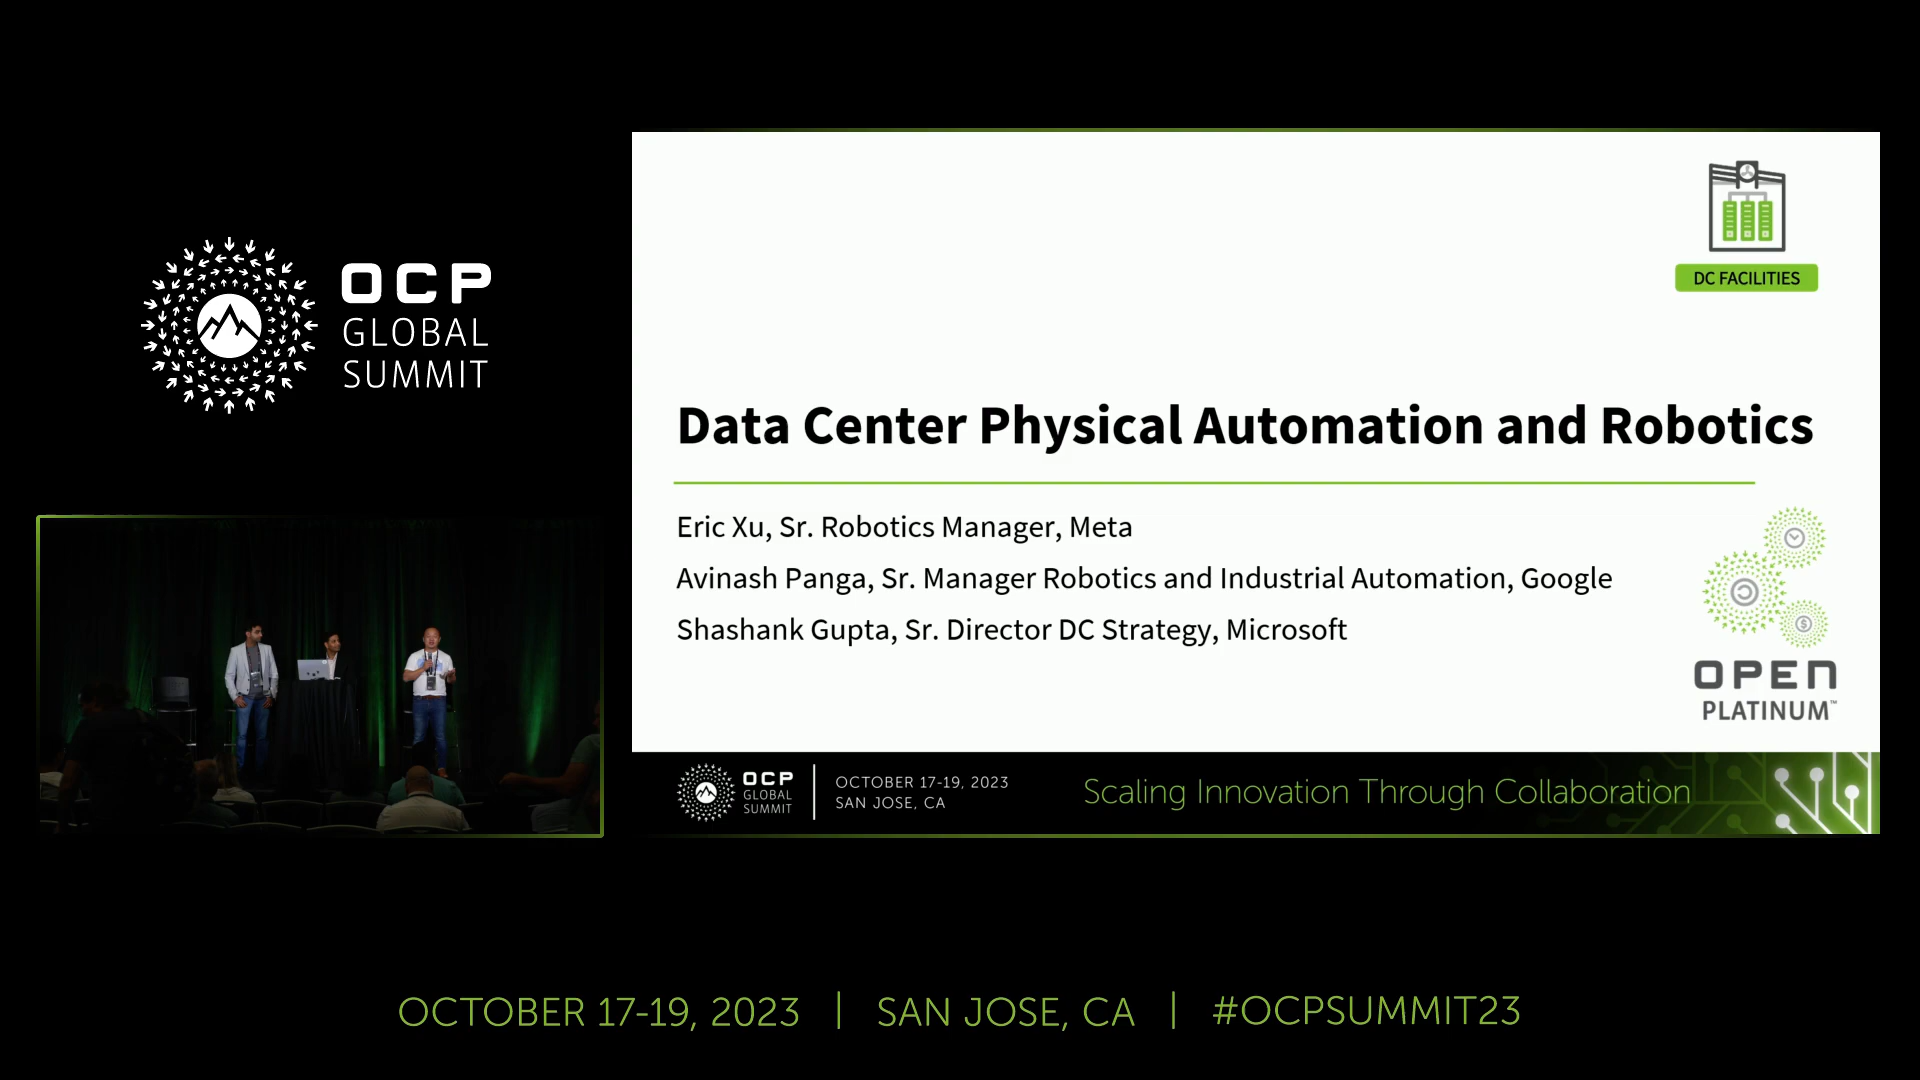 OCP
GLOBAL
SUMMIT
DC FACILITIES
Data Center Physical Automation and Robotics
Eric Xu, Sr. Robotics Manager, Meta
Avinash Panga, Sr. Manager Robotics and Industrial Automation, Google
Shashank Gupta, Sr. Director DC Strategy, Microsoft
OPEN
PLATINUM™
OCP
GLOBAL
SUMMIT
OCTOBER 17-19, 2023
SAN JOSE, CA
Scaling Innovation Through Collaboration
OCTOBER 17-19, 2023 | SAN JOSE, CA | #OCPSUMMIT23